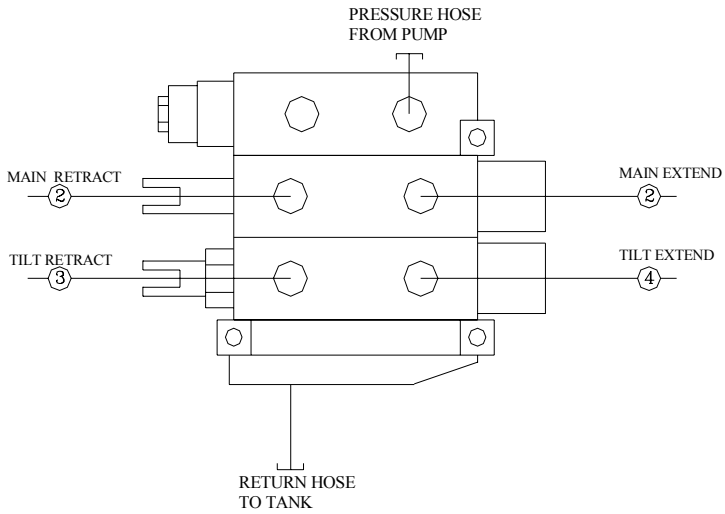 PRESSURE HOSE
FROM PUMP
MAIN RETRACT
2
MAIN EXTEND
2
TILT RETRACT
3
TILT EXTEND
4
RETURN HOSE
TO TANK